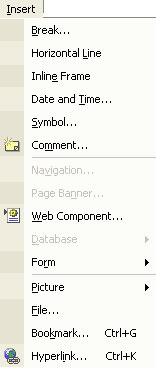 Insert
Break...
Horizontal Line
Inline Frame
Date and Time...
Symbol...
Comment...
Navigation...
Page Banner...
Web Component...
Database
Form
Picture
File...
Bookmark... Ctrl+G
Hyperlink... Ctrl+K